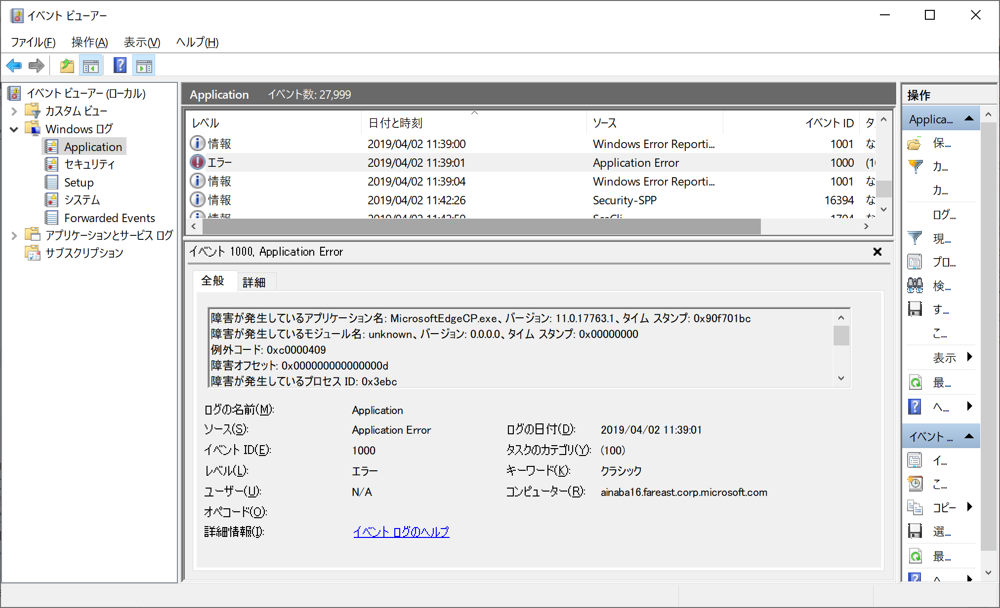 イベント ビューアー
ファイル(F) 操作(A) 表示(V) ヘルプ(H)
イベント ビューアー (ローカル)
カスタム ビュー
Windows ログ
Application
セキュリティ
Setup
システム
Forwarded Events
アプリケーションとサービス ログ
サブスクリプション
Application イベント数: 27,999
レベル 日付と時刻 ソース イベント ID タ
情報 2019/04/02 11:39:00 Windows Error Reporti... 1001 な
エラー 2019/04/02 11:39:01 Application Error 1000 (10
情報 2019/04/02 11:39:04 Windows Error Reporti... 1001 な
情報 2019/04/02 11:42:26 Security-SPP 16394 な
情報 2019/04/02 11:42:59 SceCli 1704 な
イベント 1000, Application Error
全般 詳細
障害が発生しているアプリケーション名: MicrosoftEdgeCP.exe、バージョン: 11.0.17763.1、タイム スタンプ: 0x90f701bc
障害が発生しているモジュール名: unknown、バージョン: 0.0.0.0、タイム スタンプ: 0x00000000
例外コード: 0xc0000409
障害オフセット: 0x000000000000000d
障害が発生しているプロセス ID: 0x3ebc
ログの名前(M): Application
ソース(S): Application Error ログの日付(D): 2019/04/02 11:39:01
イベント ID(E): 1000 タスクのカテゴリ(Y): (100)
レベル(L): エラー キーワード(K): クラシック
ユーザー(U): N/A コンピューター(R): ainaba16.fareast.corp.microsoft.com
オペコード(O):
詳細情報(I): イベント ログのヘルプ
操作
Applica...
保...
カ...
カ...
ログ...
現...
プロ...
検...
す...
こ...
表示
最...
ヘ...
イベント ...
イ...
こ...
コピー
選...
最...
ヘ